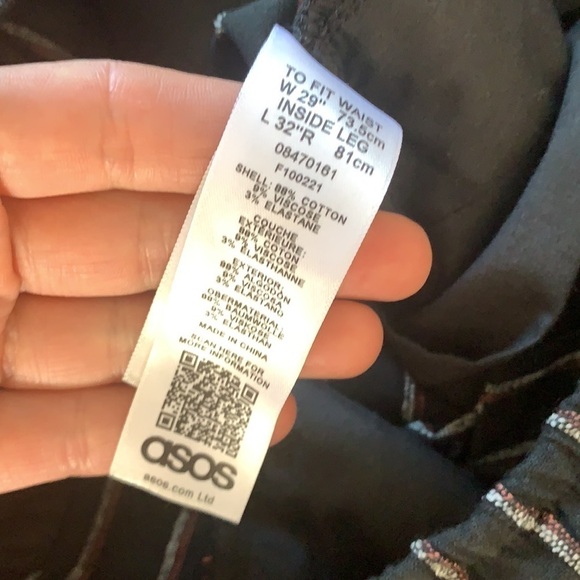 TO FIT WAIST
W 29" 73.5cm
INSIDE LEG
L 32"R 81cm
08470161
F100221
SHELL: 88% COTTON
9% VISCOSE
3% ELASTANE
COUCHE
EXTERIEURE:
88% COTON
9% VISCOSE
3% ELASTHANNE
EXTERIOR:
88% ALGODÓN
9% VISCOSA
3% ELASTANO
OBERMATERIAL:
88% BAUMWOLLE
9% VISKOSE
3% ELASTHAN
MADE IN CHINA
SCAN HERE FOR
MORE INFORMATION
asos
asos.com Ltd